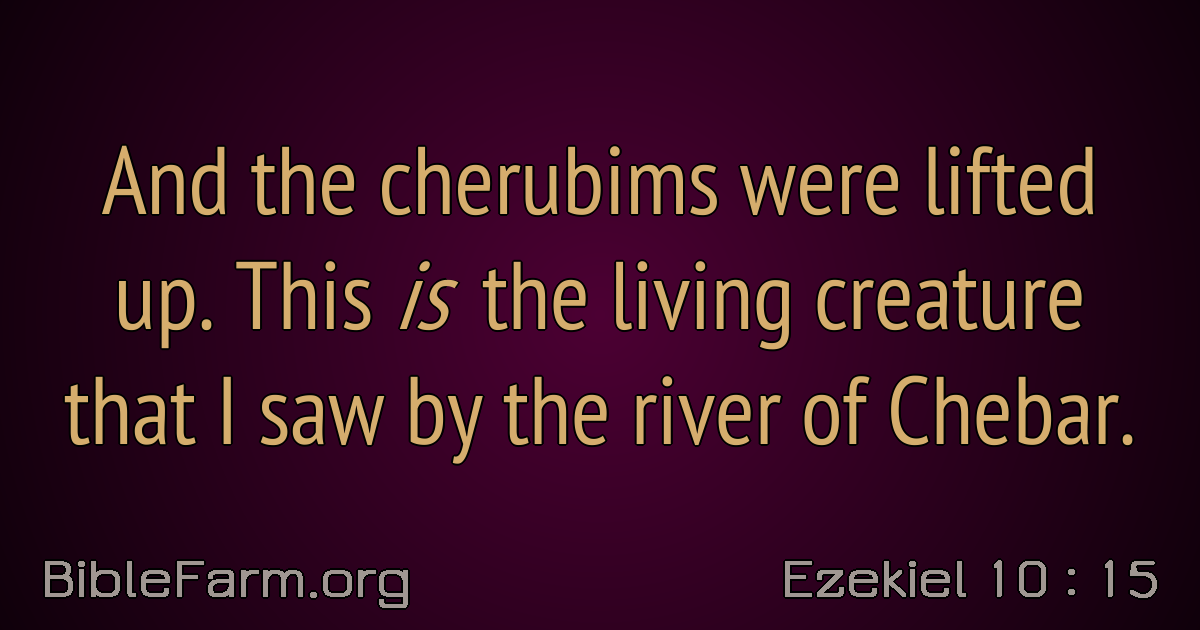 And the cherubims were lifted
up. This is the living creature
that I saw by the river of Chebar.
BibleFarm.org
Ezekiel 10 : 15